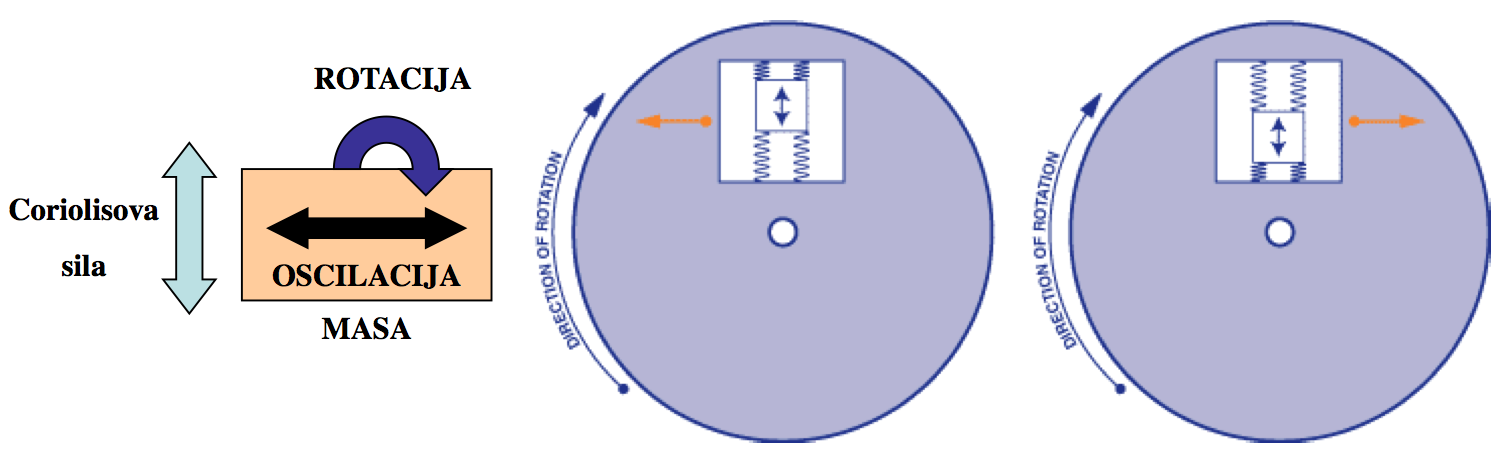 ROTACIJA
Coriolisova
sila
OSCILACIJA
MASA
DIRECTION OF ROTATION
DIRECTION OF ROTATION